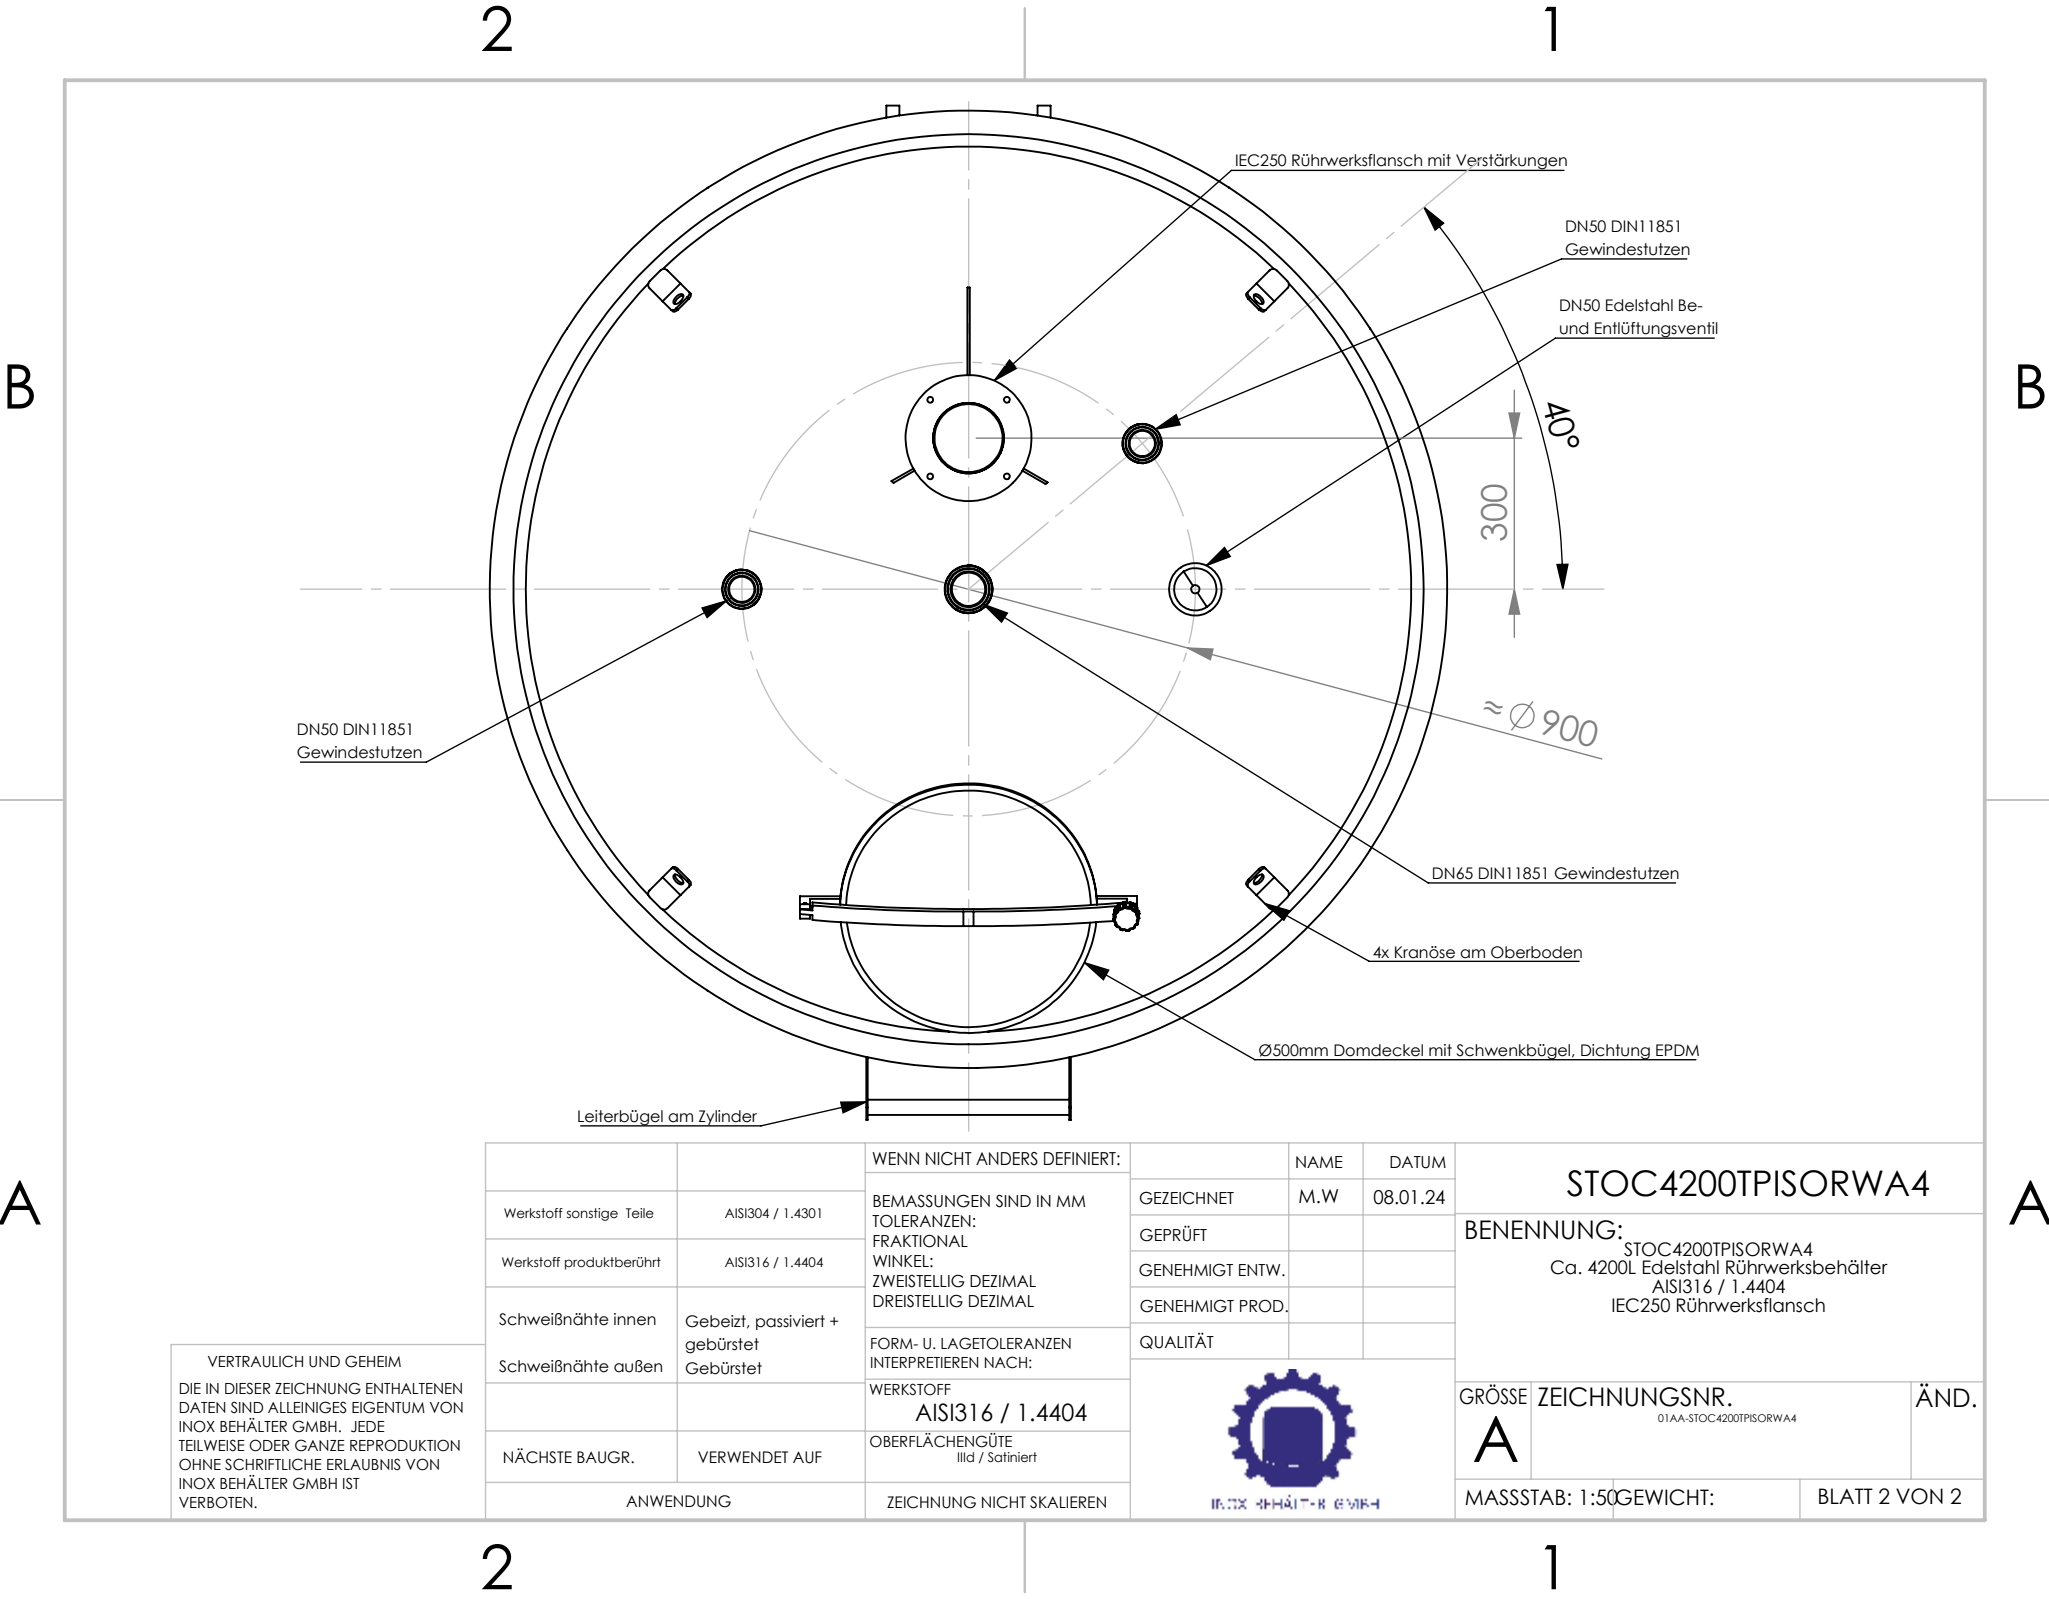 2
1
IEC250 Rührwerksflansch mit Verstärkungen
DN50 DIN11851
Gewindestutzen
DN50 Edelstahl Be-
und Entlüftungsventil
B
B
40°
300
≈ Ø 900
DN50 DIN11851
Gewindestutzen
DN65 DIN11851 Gewindestutzen
4x Kranöse am Oberboden
Ø500mm Domdeckel mit Schwenkbügel, Dichtung EPDM
Leiterbügel am Zylinder
A
A
VERTRAULICH UND GEHEIM
DIE IN DIESER ZEICHNUNG ENTHALTENEN
DATEN SIND ALLEINIGES EIGENTUM VON
INOX BEHÄLTER GMBH. JEDE
TEILWEISE ODER GANZE REPRODUKTION
OHNE SCHRIFTLICHE ERLAUBNIS VON
INOX BEHÄLTER GMBH IST
VERBOTEN.
Werkstoff sonstige Teile
AISI304 / 1.4301
Werkstoff produktberührt
AISI316 / 1.4404
Schweißnähte innen
Gebeizt, passiviert +
gebürstet
Schweißnähte außen
Gebürstet
NÄCHSTE BAUGR.
VERWENDET AUF
ANWENDUNG
WENN NICHT ANDERS DEFINIERT:
BEMASSUNGEN SIND IN MM
TOLERANZEN:
FRAKTIONAL
WINKEL:
ZWEISTELLIG DEZIMAL
DREISTELLIG DEZIMAL
FORM- U. LAGETOLERANZEN
INTERPRETIEREN NACH:
WERKSTOFF
AISI316 / 1.4404
OBERFLÄCHENGÜTE
IIId / Satiniert
ZEICHNUNG NICHT SKALIEREN
NAME
DATUM
GEZEICHNET
M.W
08.01.24
GEPRÜFT
GENEHMIGT ENTW.
GENEHMIGT PROD.
QUALITÄT
INOX BEHÄLTER GMBH
STOC4200TPISORWA4
BENENNUNG:
STOC4200TPISORWA4
Ca. 4200L Edelstahl Rührwerksbehälter
AISI316 / 1.4404
IEC250 Rührwerksflansch
GRÖSSE
A
ZEICHNUNGSNR.
01AA-STOC4200TPISORWA4
ÄND.
MASSSTAB: 1:50
GEWICHT:
BLATT 2 VON 2
2
1